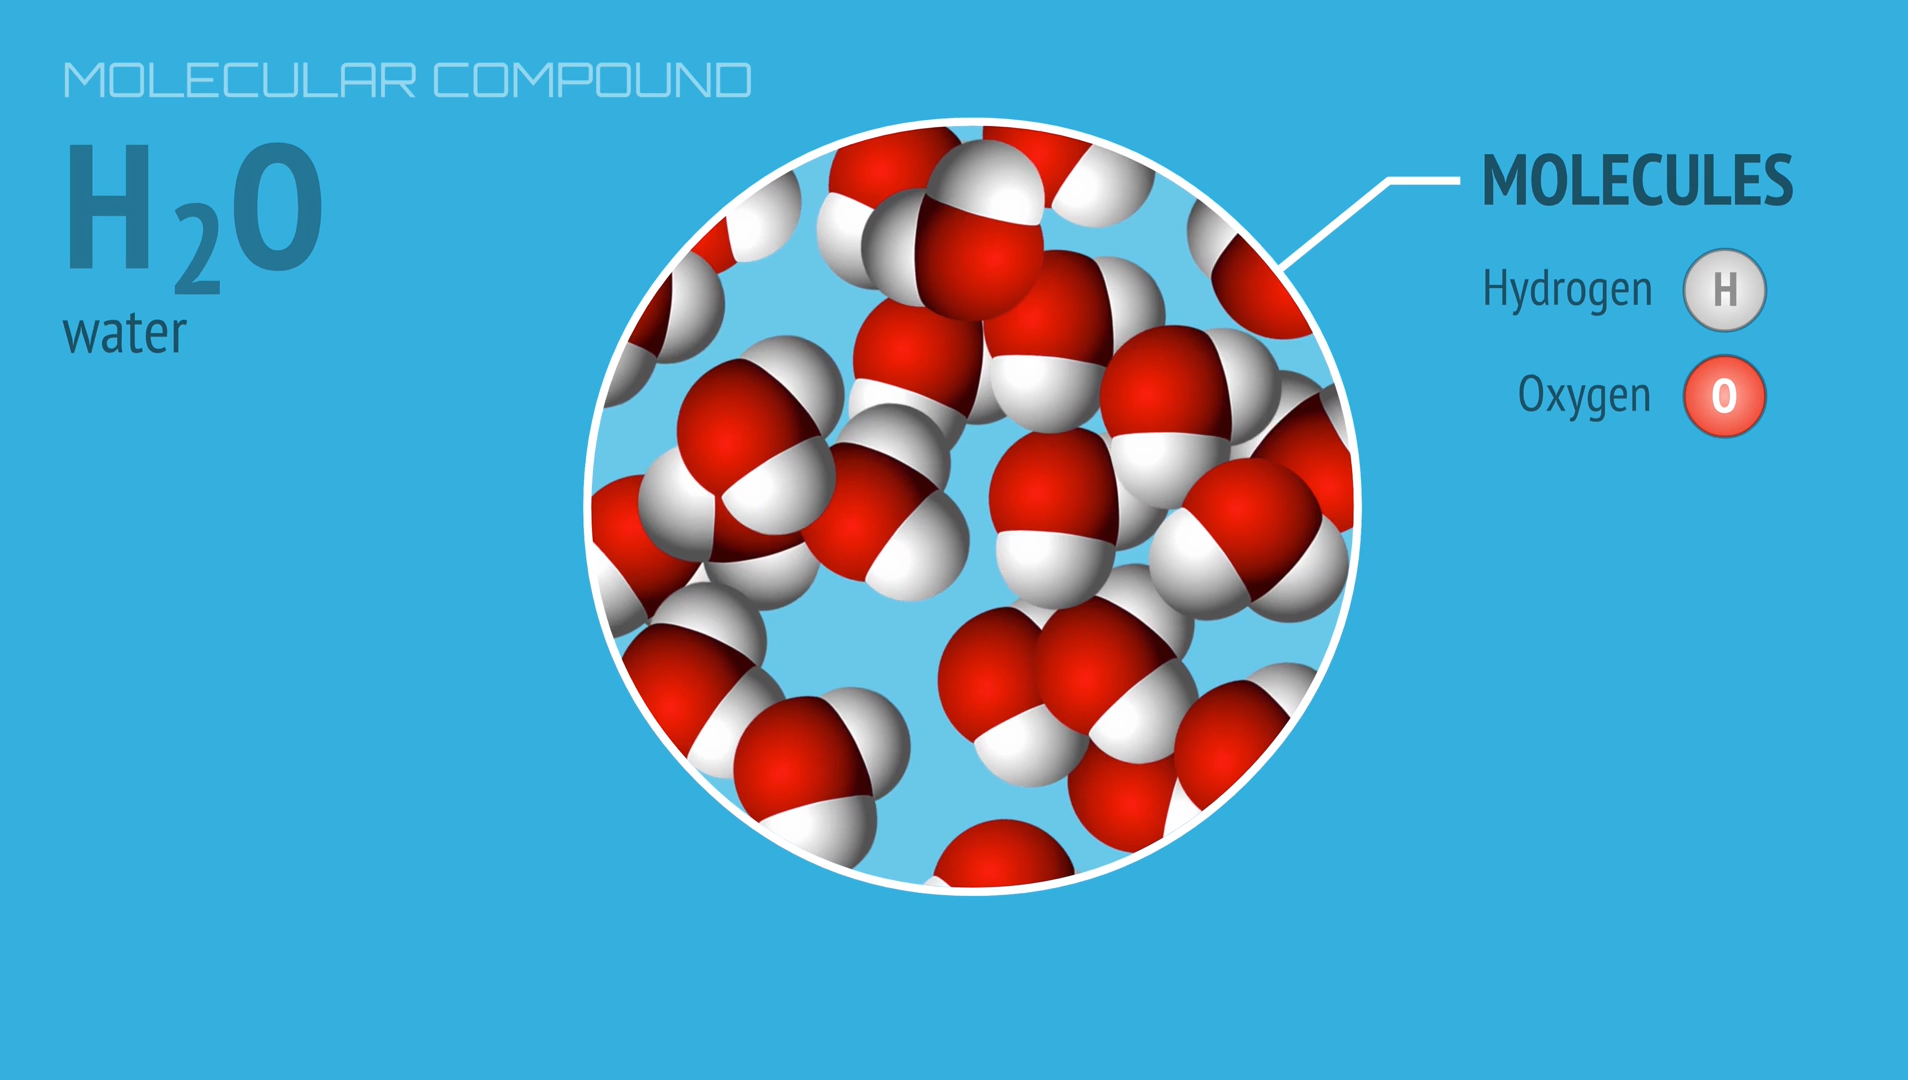 MOLECULAR COMPOUND
H2O
water
MOLECULES
Hydrogen H
Oxygen O